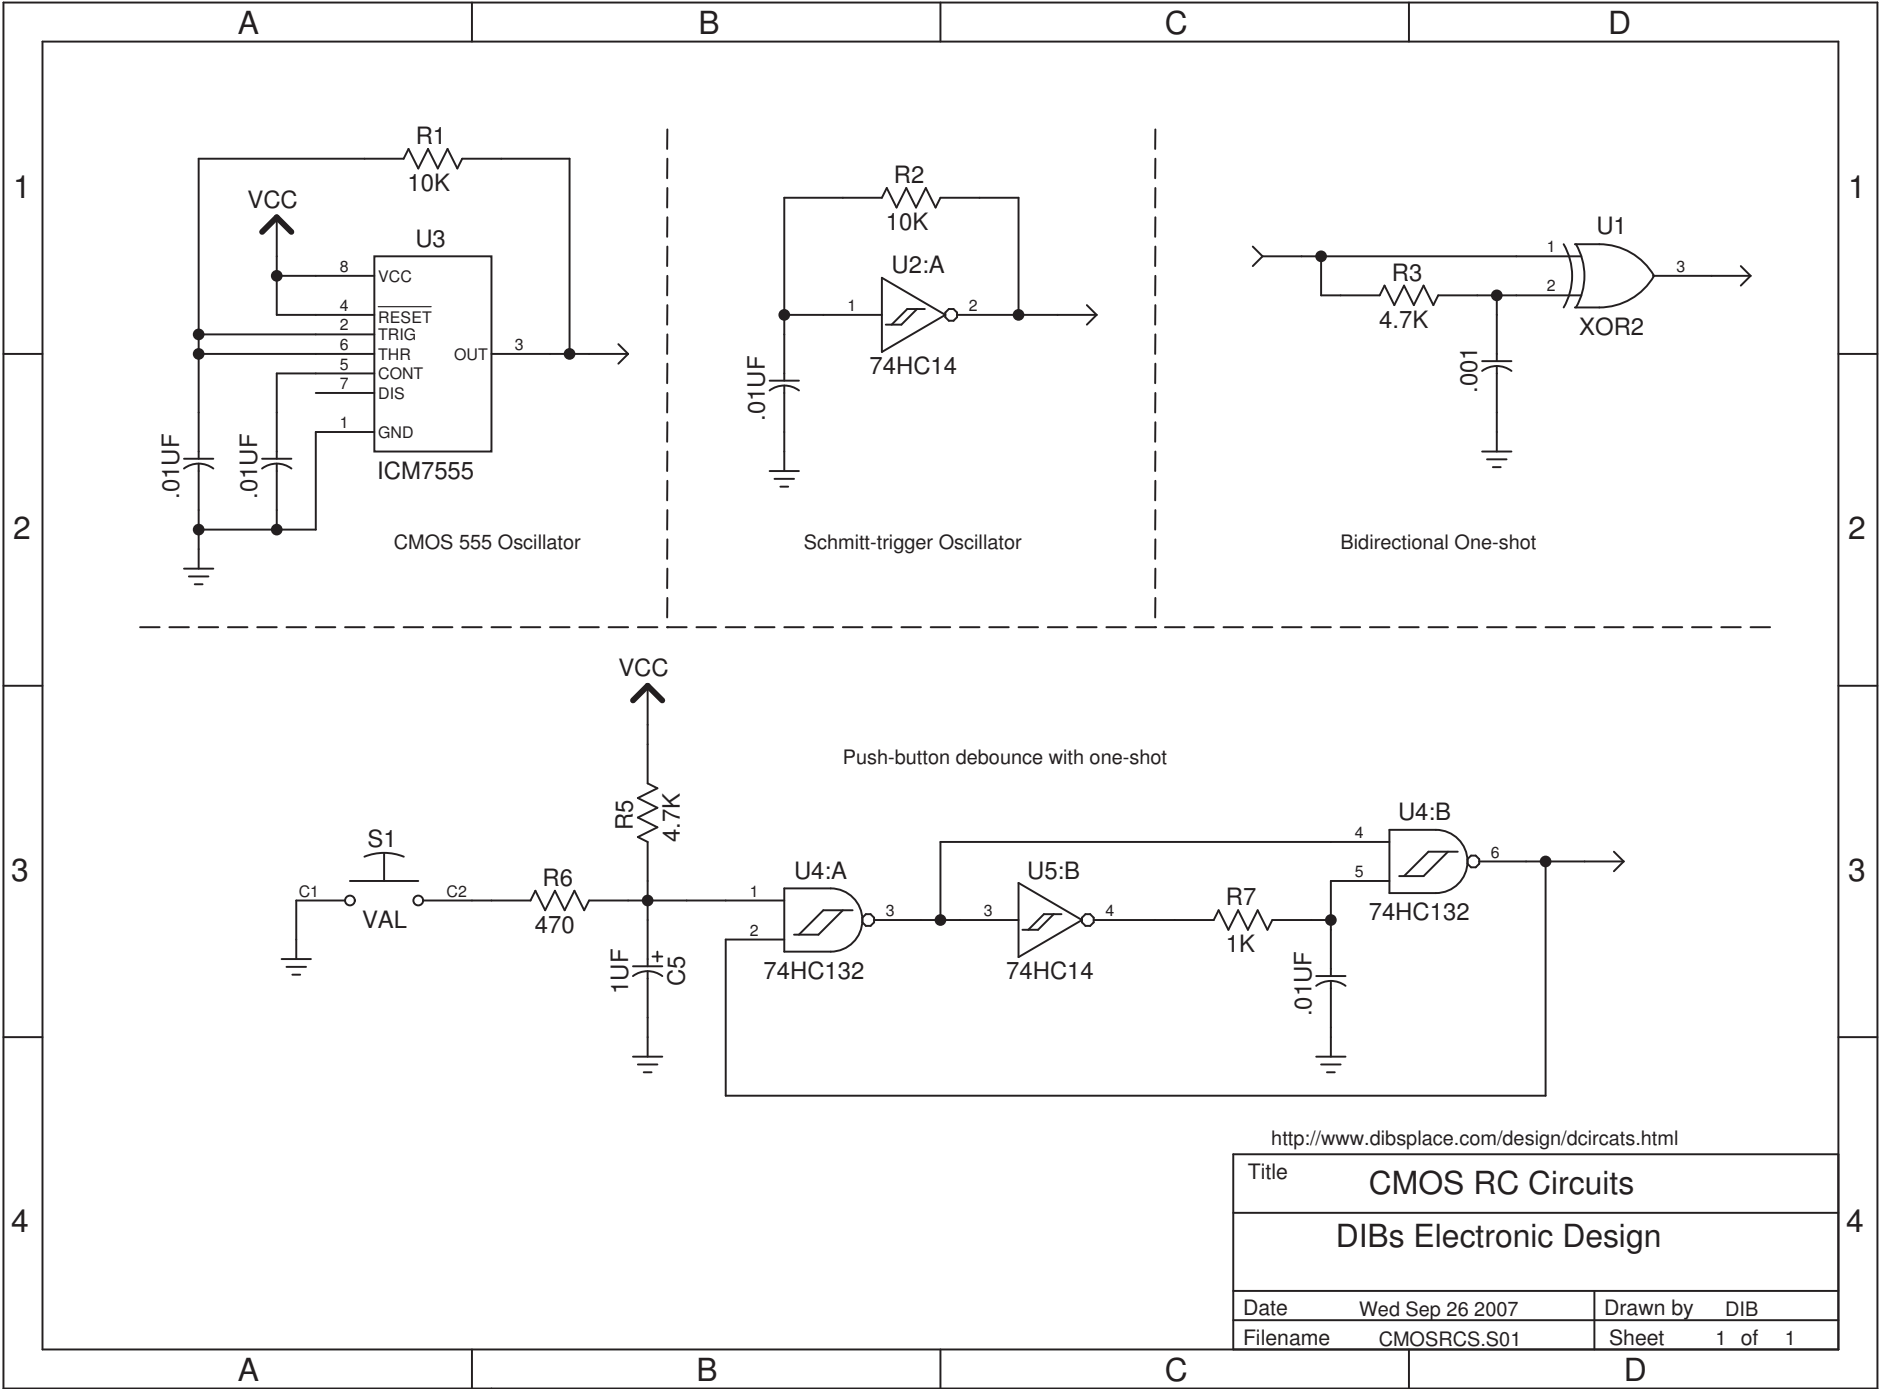 A B C D
1 1
2 2
3 3
4 4
A B C D
R1
10K
VCC
U3
8 VCC
4 RESET
2 TRIG
6 THR
5 CONT
7 DIS
1 GND
OUT 3
ICM7555
.01UF
.01UF
CMOS 555 Oscillator
R2
10K
U2:A
1 2
74HC14
.01UF
Schmitt-trigger Oscillator
U1
1
2
3
R3
4.7K
XOR2
.001
Bidirectional One-shot
VCC
Push-button debounce with one-shot
R5
4.7K
S1
C1 C2
VAL
R6
470
1UF
+
C5
U4:A
1
2
3
74HC132
U5:B
3 4
74HC14
R7
1K
.01UF
U4:B
4
5
6
74HC132
http://www.dibsplace.com/design/dcircats.html
Title CMOS RC Circuits
DIBs Electronic Design
Date Wed Sep 26 2007 Drawn by DIB
Filename CMOSRCS.S01 Sheet 1 of 1